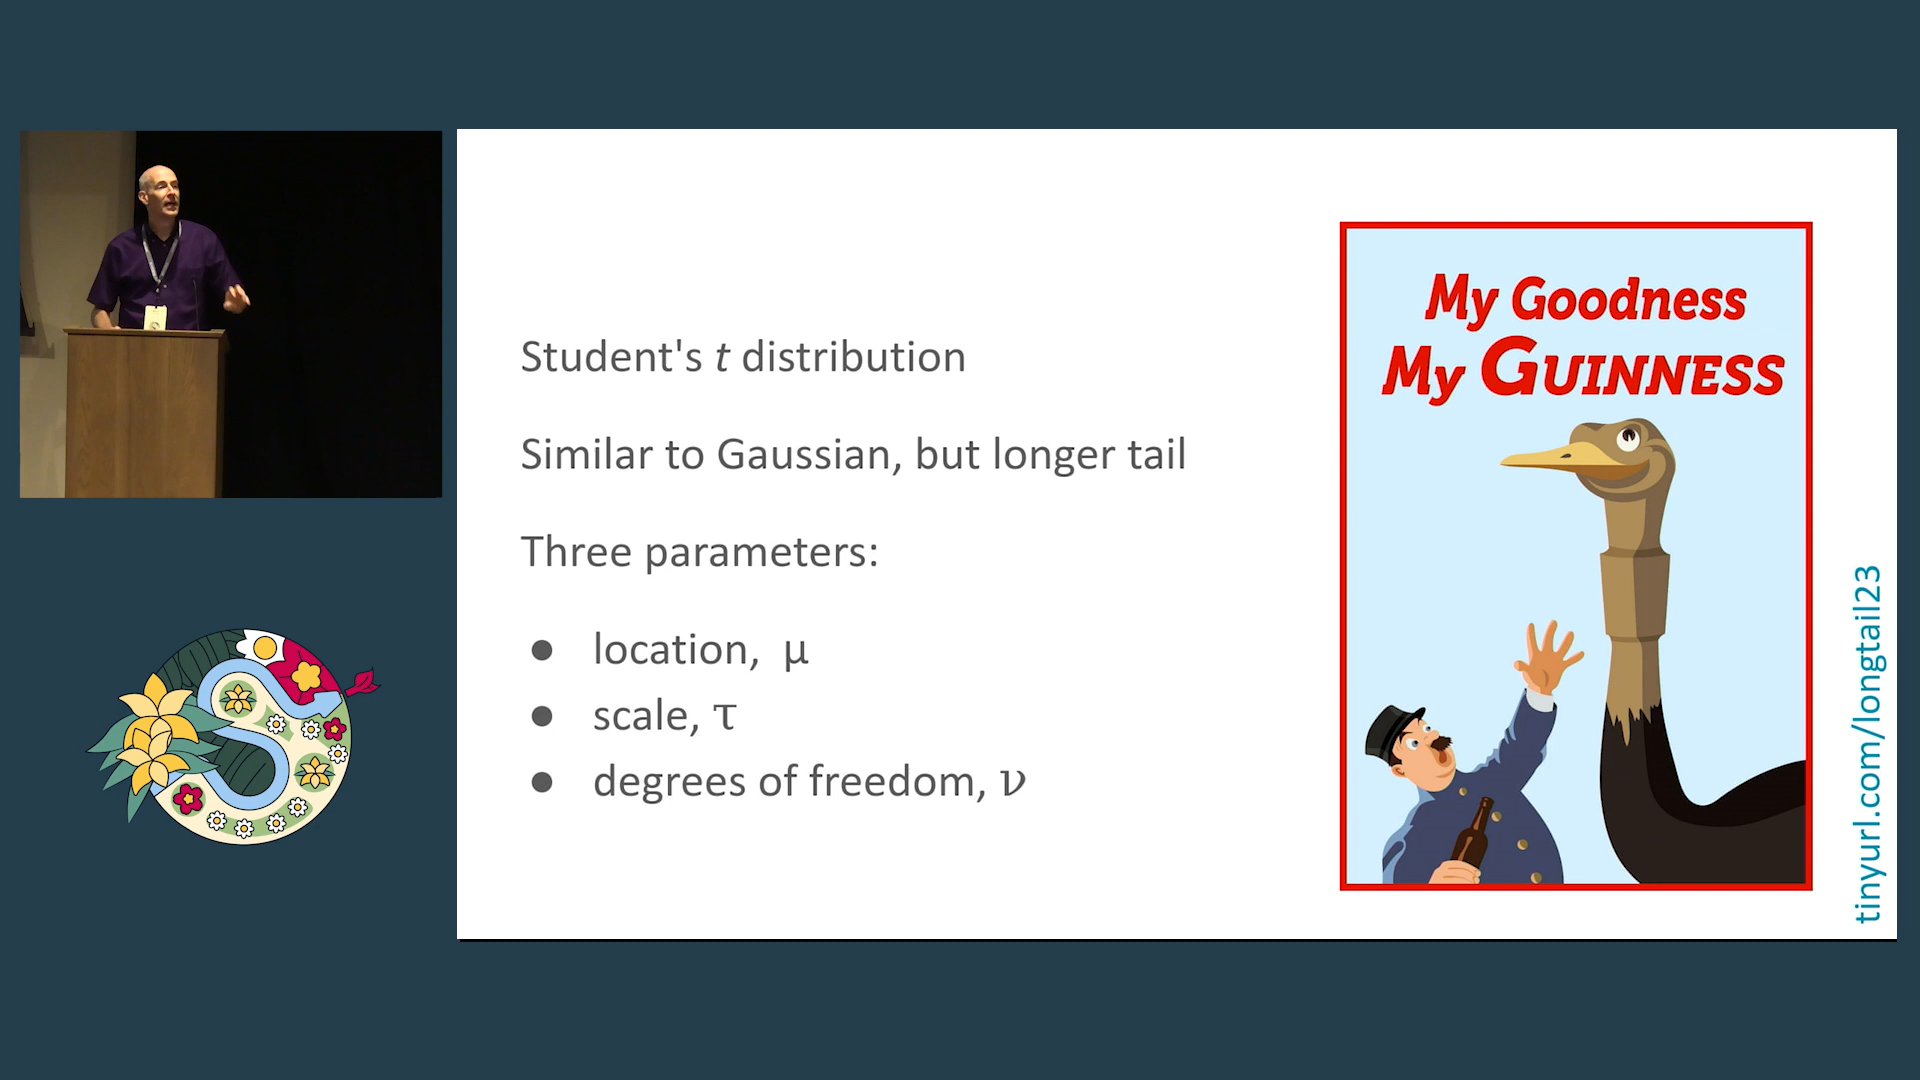 Student's t distribution
Similar to Gaussian, but longer tail
Three parameters:
● location, μ
● scale, τ
● degrees of freedom, ν
My Goodness
My GUINNESS
tinyurl.com/longtail23